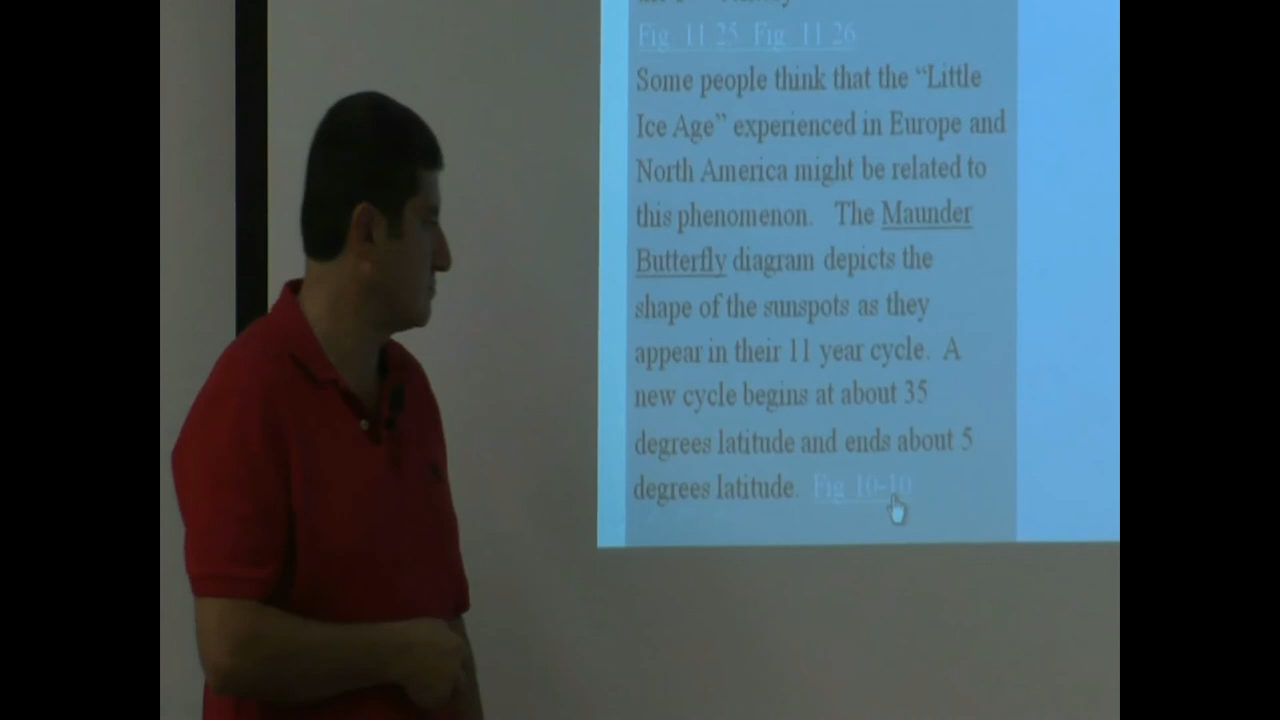 Fig 11 25 Fig 11 26
Some people think that the “Little
Ice Age” experienced in Europe and
North America might be related to
this phenomenon. The Maunder
Butterfly diagram depicts the
shape of the sunspots as they
appear in their 11 year cycle. A
new cycle begins at about 35
degrees latitude and ends about 5
degrees latitude. Fig 10-10